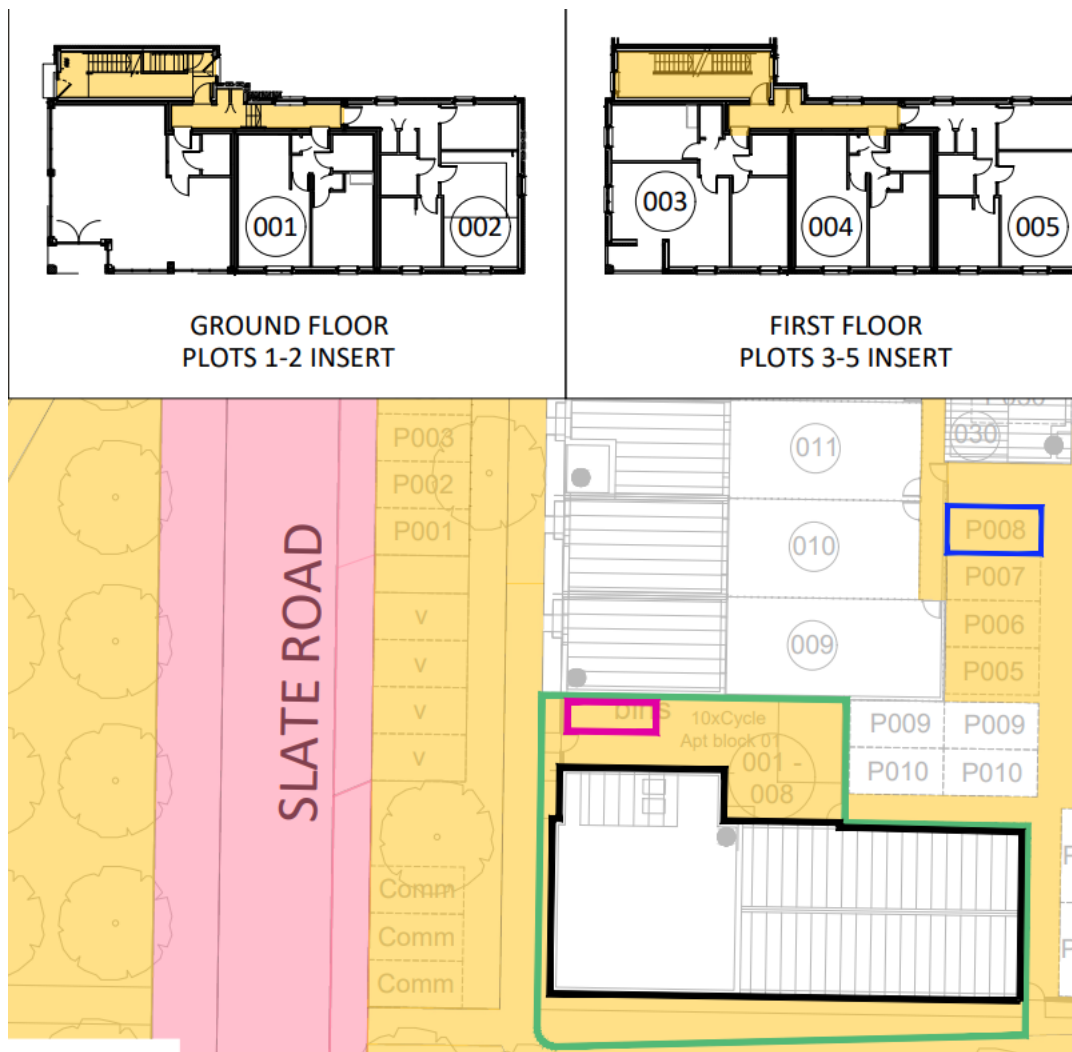 001
002
GROUND FLOOR
PLOTS 1-2 INSERT
003
004
005
FIRST FLOOR
PLOTS 3-5 INSERT
SLATE ROAD
P003
P002
P001
v
v
v
v
Comm
Comm
Comm
011
010
009
030
P008
P007
P006
P005
bins
10xCycle
Apt block 01
001 -
008
P009 P009
P010 P010